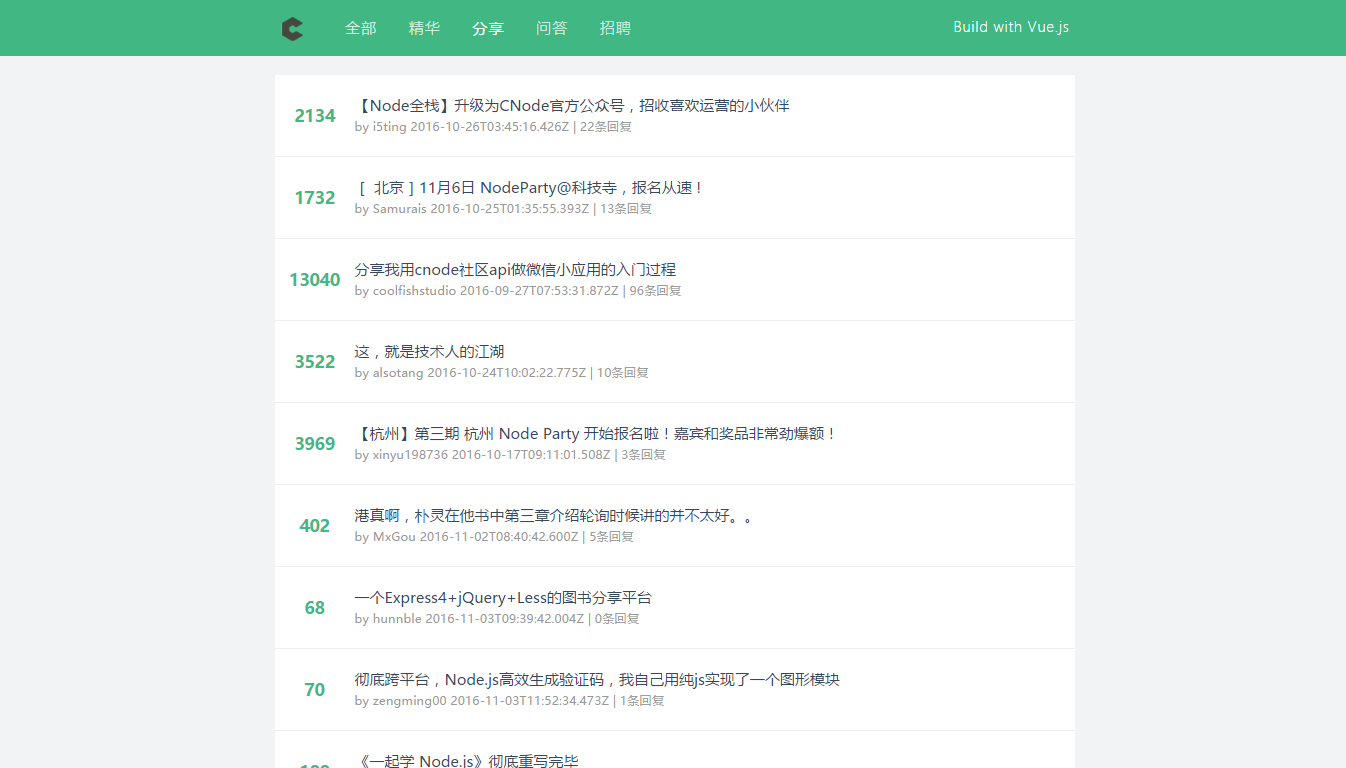 全部 精华 分享 问答 招聘 Build with Vue.js
2134
【Node全栈】升级为CNode官方公众号，招收喜欢运营的小伙伴
by i5ting 2016-10-26T03:45:16.426Z | 22条回复
1732
［ 北京 ] 11月6日 NodeParty@科技寺，报名从速！
by Samurais 2016-10-25T01:35:55.393Z | 13条回复
13040
分享我用cnode社区api做微信小应用的入门过程
by coolfishstudio 2016-09-27T07:53:31.872Z | 96条回复
3522
这，就是技术人的江湖
by alsotang 2016-10-24T10:02:22.775Z | 10条回复
3969
【杭州】第三期 杭州 Node Party 开始报名啦！嘉宾和奖品非常劲爆额！
by xinyu198736 2016-10-17T09:11:01.508Z | 3条回复
402
港真啊，朴灵在他书中第三章介绍轮询时候讲的并不太好。。
by MxGou 2016-11-02T08:40:42.600Z | 5条回复
68
一个Express4+jQuery+Less的图书分享平台
by hunnble 2016-11-03T09:39:42.004Z | 0条回复
70
彻底跨平台，Node.js高效生成验证码，我自己用纯js实现了一个图形模块
by zengming00 2016-11-03T11:52:34.473Z | 1条回复
《一起学 Node.js》彻底重写完毕